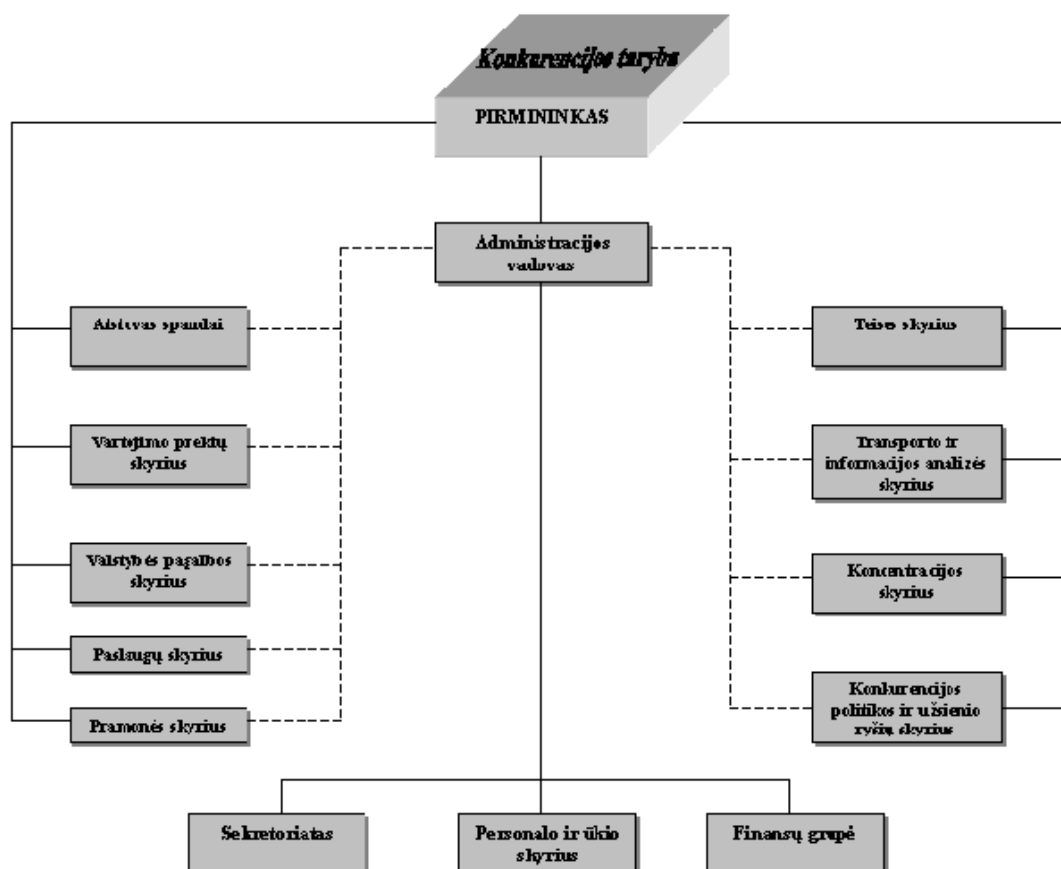 Konkurencijos taryba
PIRMININKAS
Administracijos
vadovas
Atstovas spaudai
Teisės skyrius
Vartojimo prekių
skyrius
Transporto ir
informacijos analizės
skyrius
Valstybės pagalbos
skyrius
Koncentracijos
skyrius
Paslaugų skyrius
Pramonės skyrius
Konkurencijos
politikos ir užsienio
ryšių skyrius
Sekretoriatas
Personalo ir ūkio
skyrius
Finansų grupė